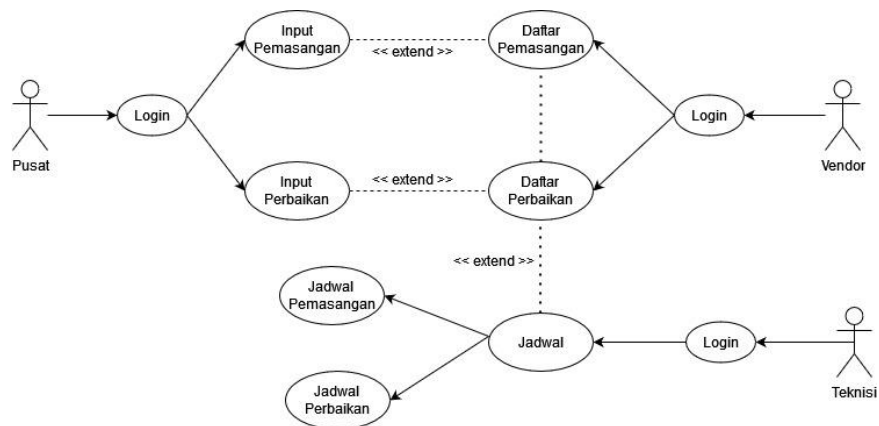 Input
Pemasangan
<< extend >>
Daftar
Pemasangan
Pusat
Login
Login
Vendor
Input
Perbaikan
<< extend >>
Daftar
Perbaikan
<< extend >>
Jadwal
Pemasangan
Jadwal
Login
Teknisi
Jadwal
Perbaikan